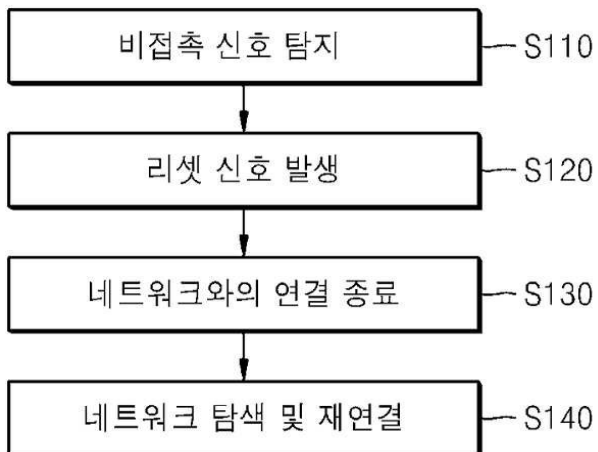 비접촉 신호 탐지 S110
리셋 신호 발생 S120
네트워크와의 연결 종료 S130
네트워크 탐색 및 재연결 S140